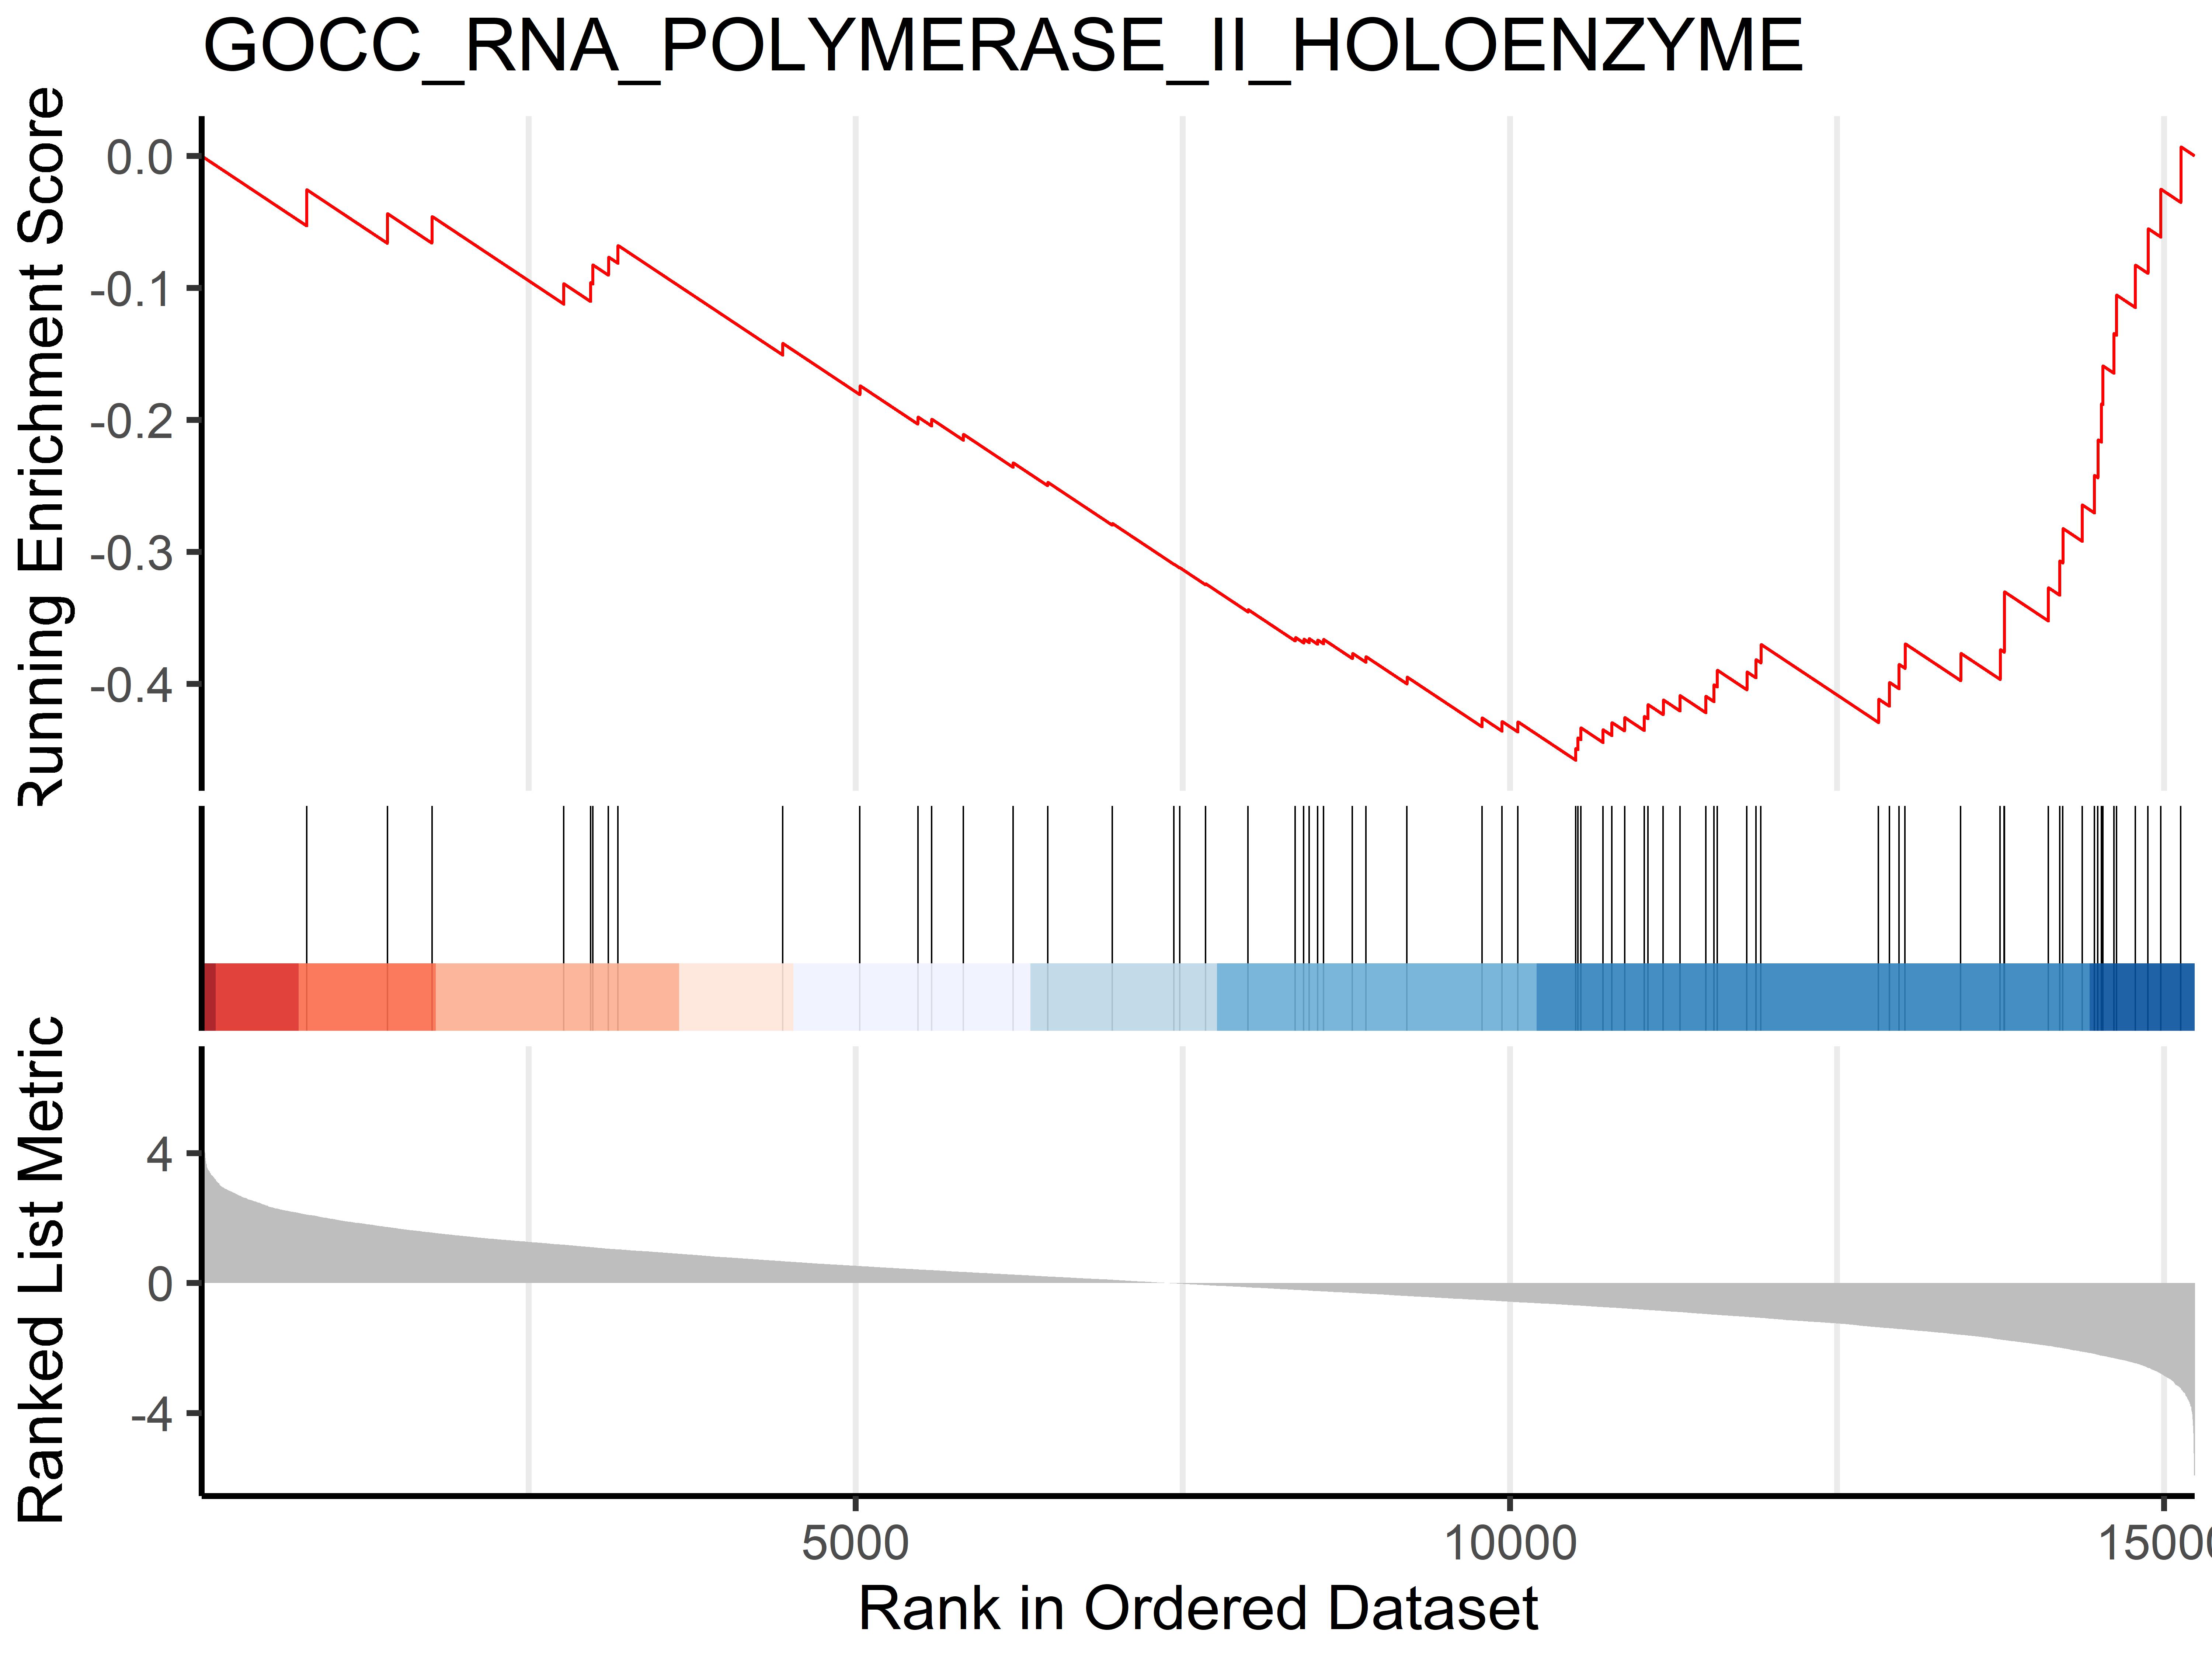 GOCC_RNA_POLYMERASE_II_HOLOENZYME
Running Enrichment Score
0.0
-0.1
-0.2
-0.3
-0.4
Ranked List Metric
4
0
-4
5000
10000
15000
Rank in Ordered Dataset